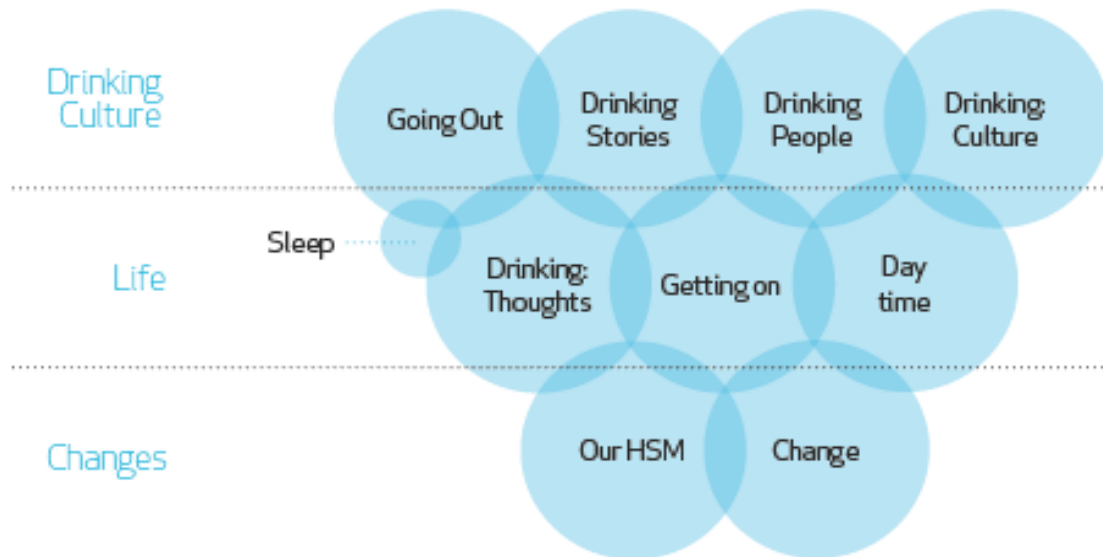 Drinking
Culture
Going Out
Drinking
Stories
Drinking
People
Drinking:
Culture
Life
Sleep
Drinking:
Thoughts
Getting on
Day
time
Changes
Our HSM
Change